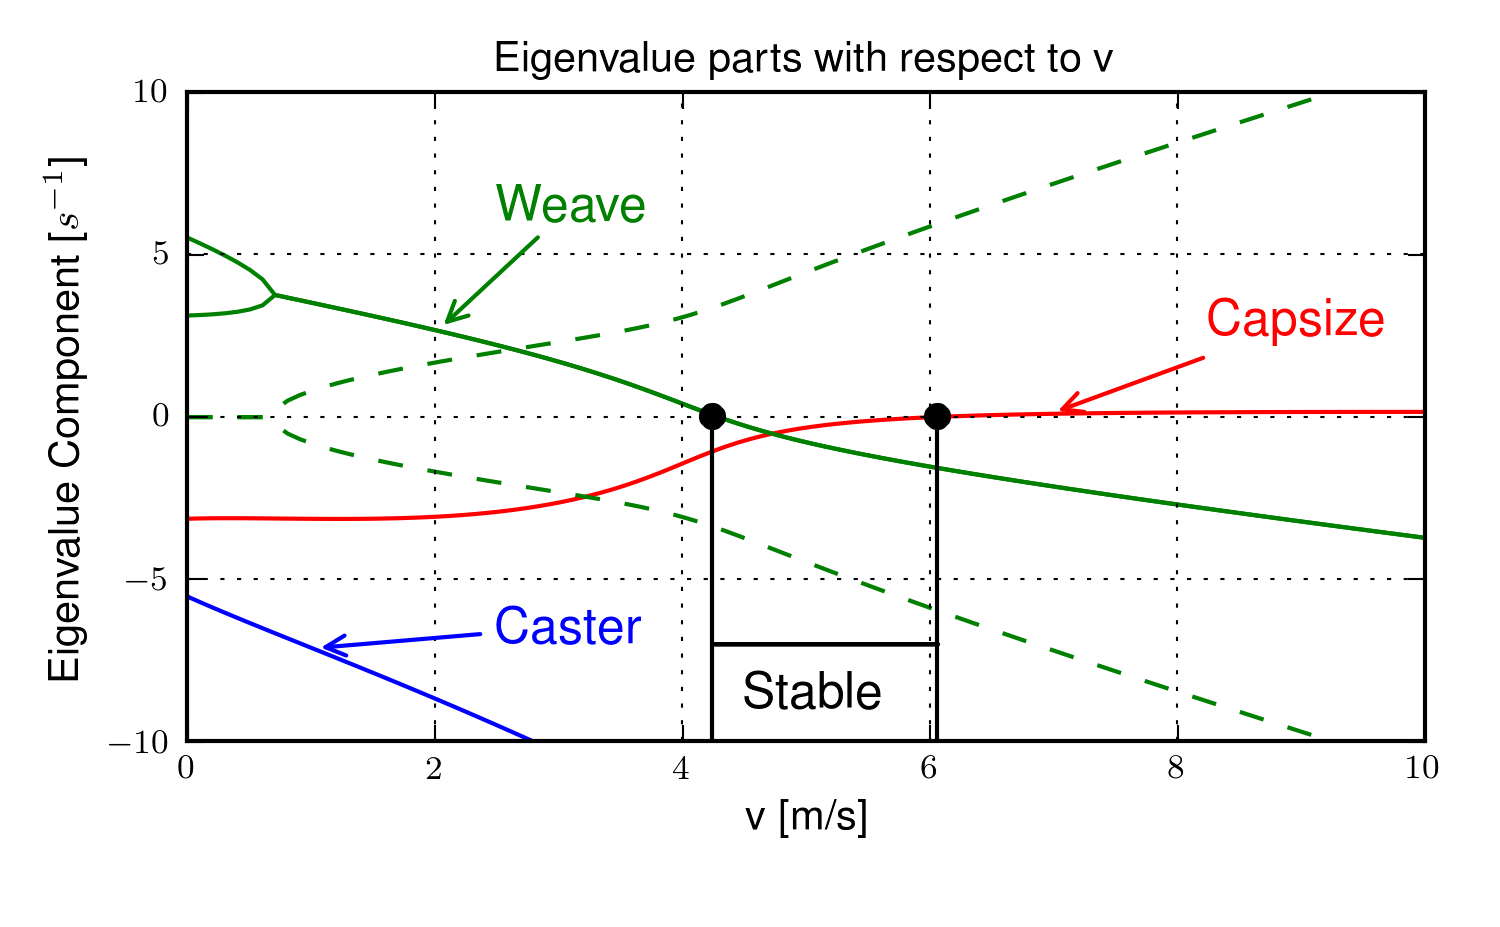 Eigenvalue parts with respect to v
Eigenvalue Component [s⁻¹]
10
5
0
−5
−10
Weave
Capsize
Caster
Stable
0 2 4 6 8 10
v [m/s]